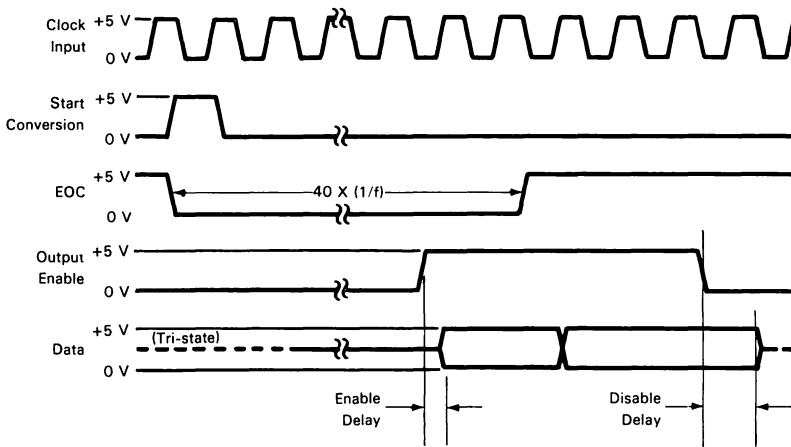 Clock
Input
+5 V
0 V
Start
Conversion
+5 V
0 V
EOC
+5 V
0 V
40 X (1/f)
Output
Enable
+5 V
0 V
Data
+5 V
0 V
(Tri-state)
Enable
Delay
Disable
Delay